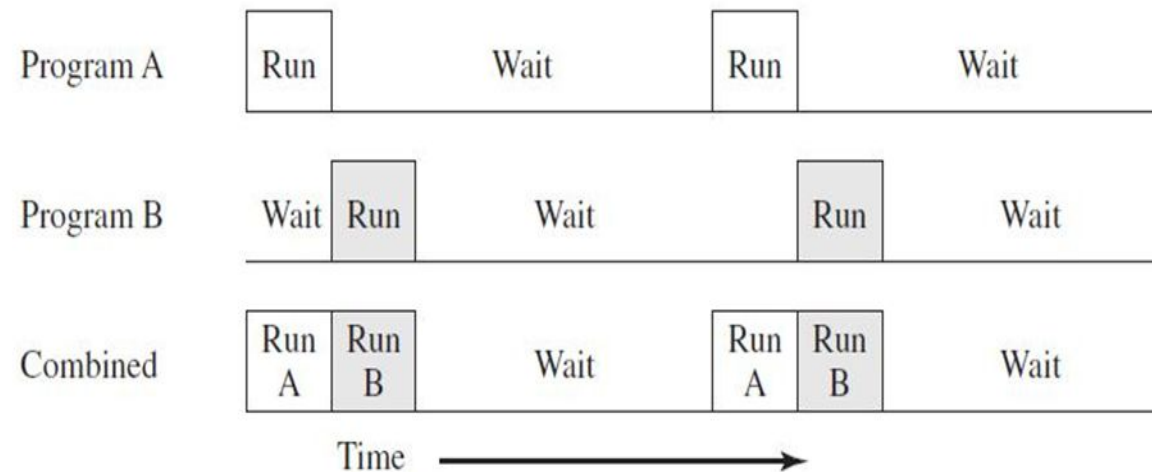 Program A Run Wait Run Wait
Program B Wait Run Wait Run Wait
Combined Run A Run B Wait Run A Run B Wait
Time